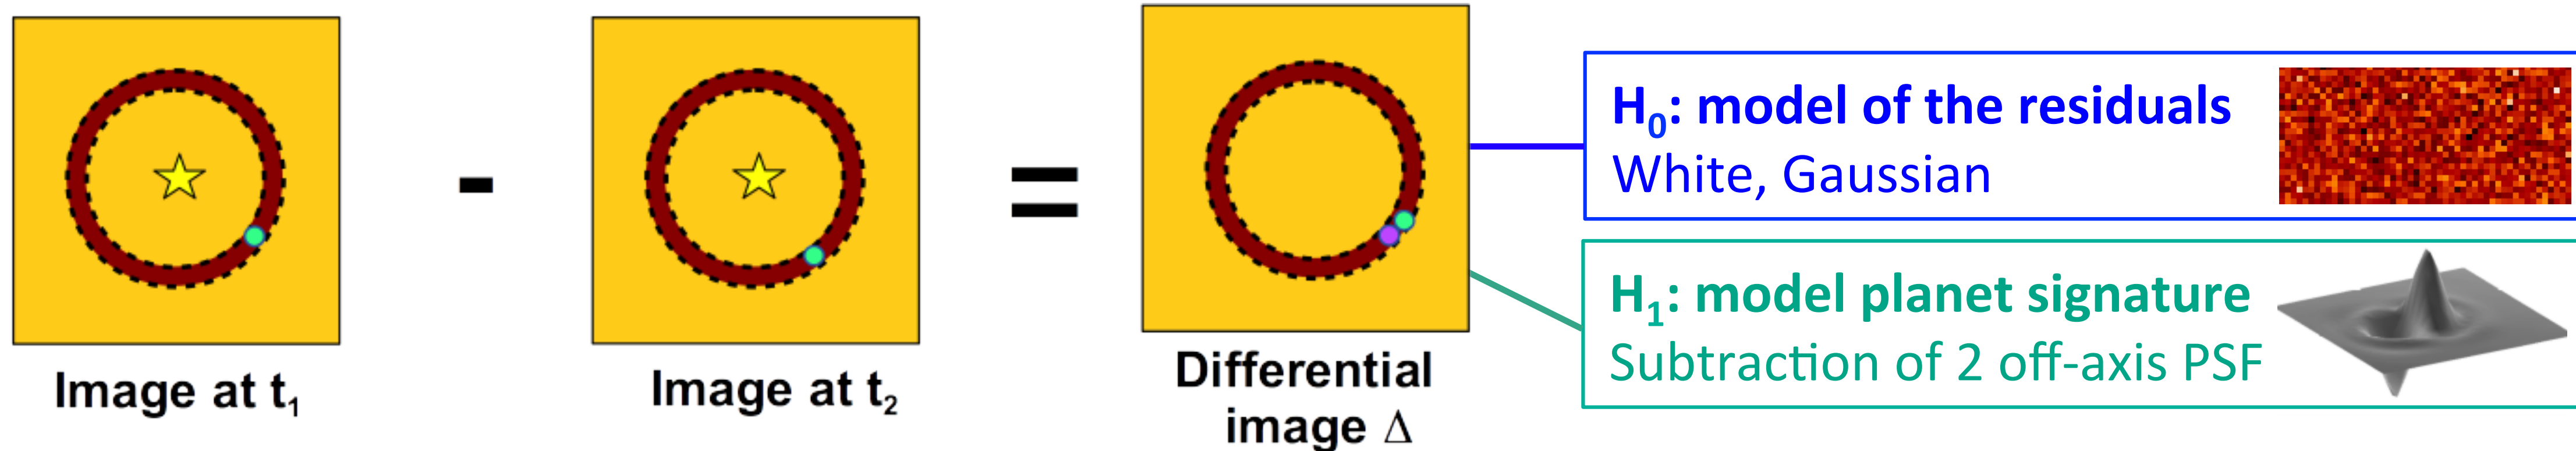 -
=
H₀: model of the residuals
White, Gaussian
H₁: model planet signature
Subtraction of 2 off-axis PSF
Image at t₁
Image at t₂
Differential
image Δ